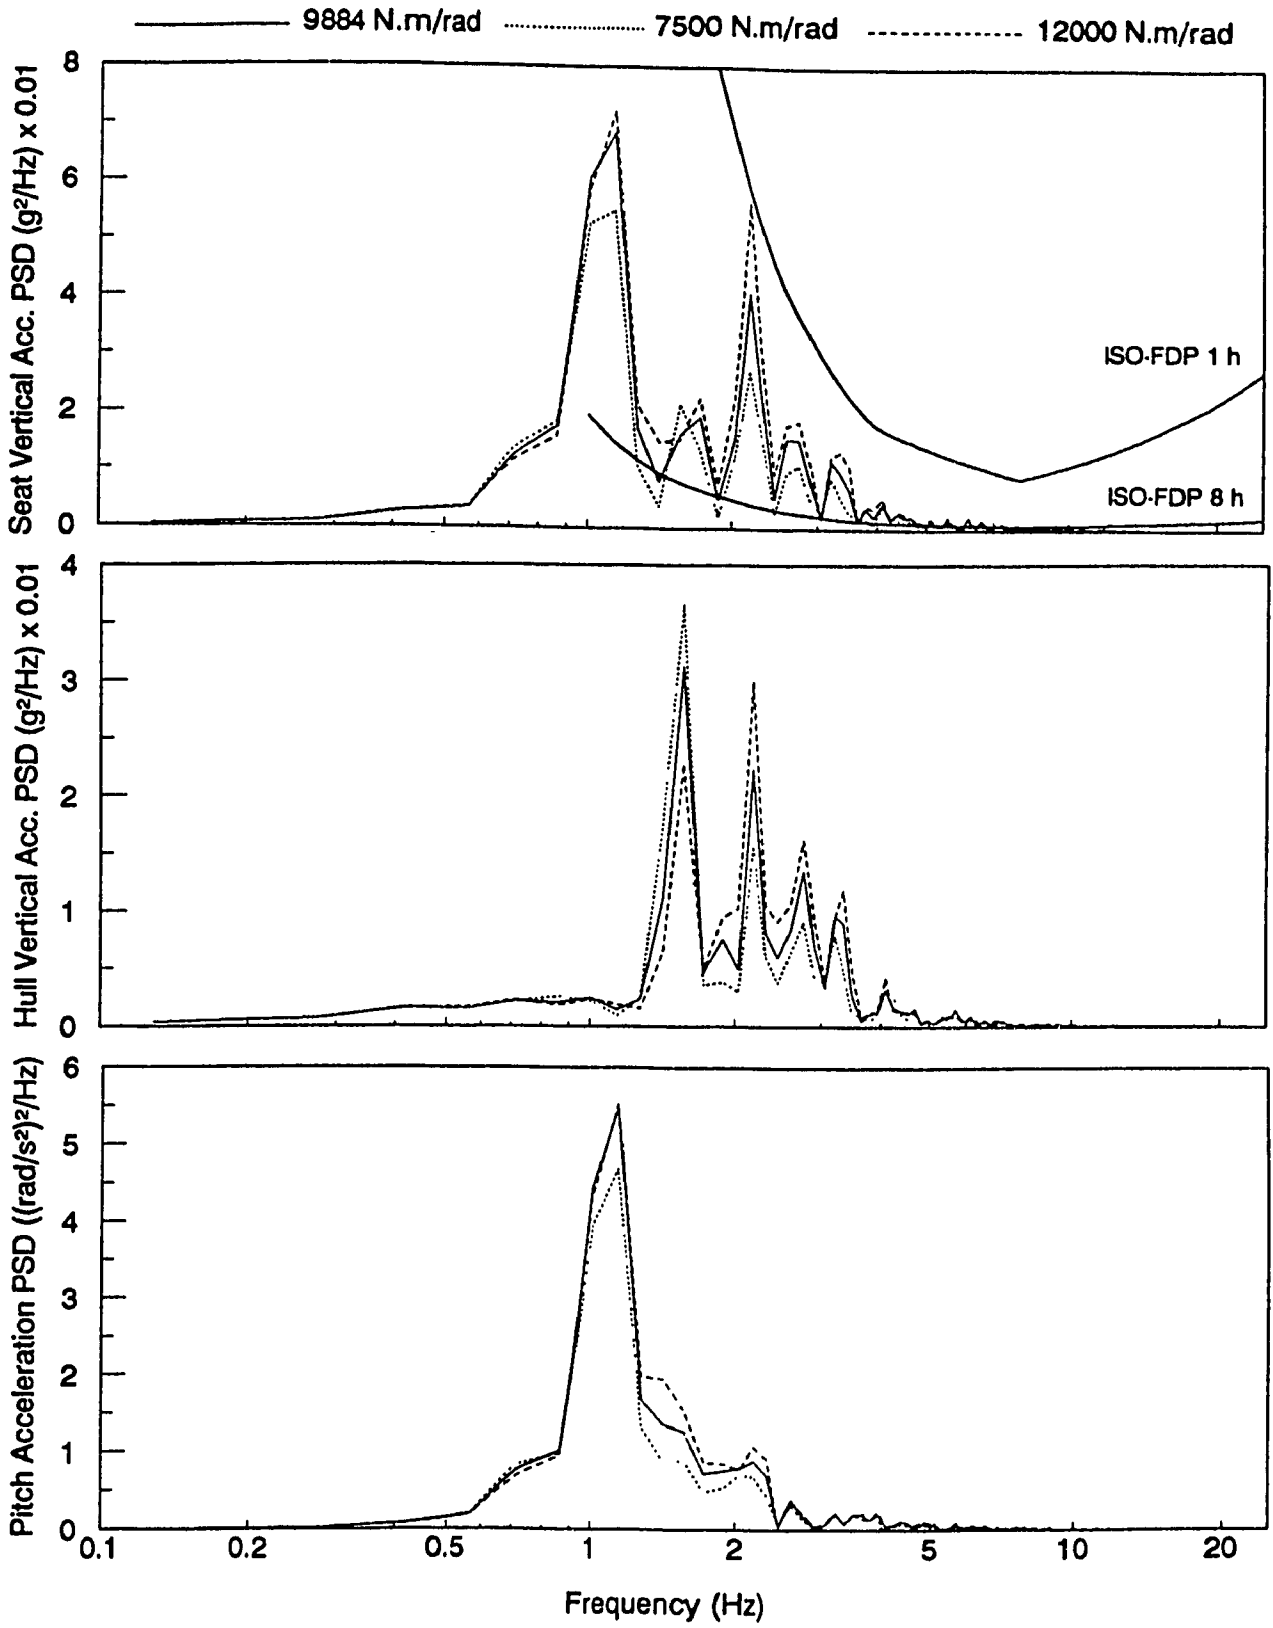 9884 N.m/rad 7500 N.m/rad 12000 N.m/rad
Seat Vertical Acc. PSD (g²/Hz) x 0.01
8
6
4
2
0
ISO-FDP 1 h
ISO-FDP 8 h
Hull Vertical Acc. PSD (g²/Hz) x 0.01
4
3
2
1
0
Pitch Acceleration PSD ((rad/s²)²/Hz)
6
5
4
3
2
1
0
0.1 0.2 0.5 1 2 5 10 20
Frequency (Hz)